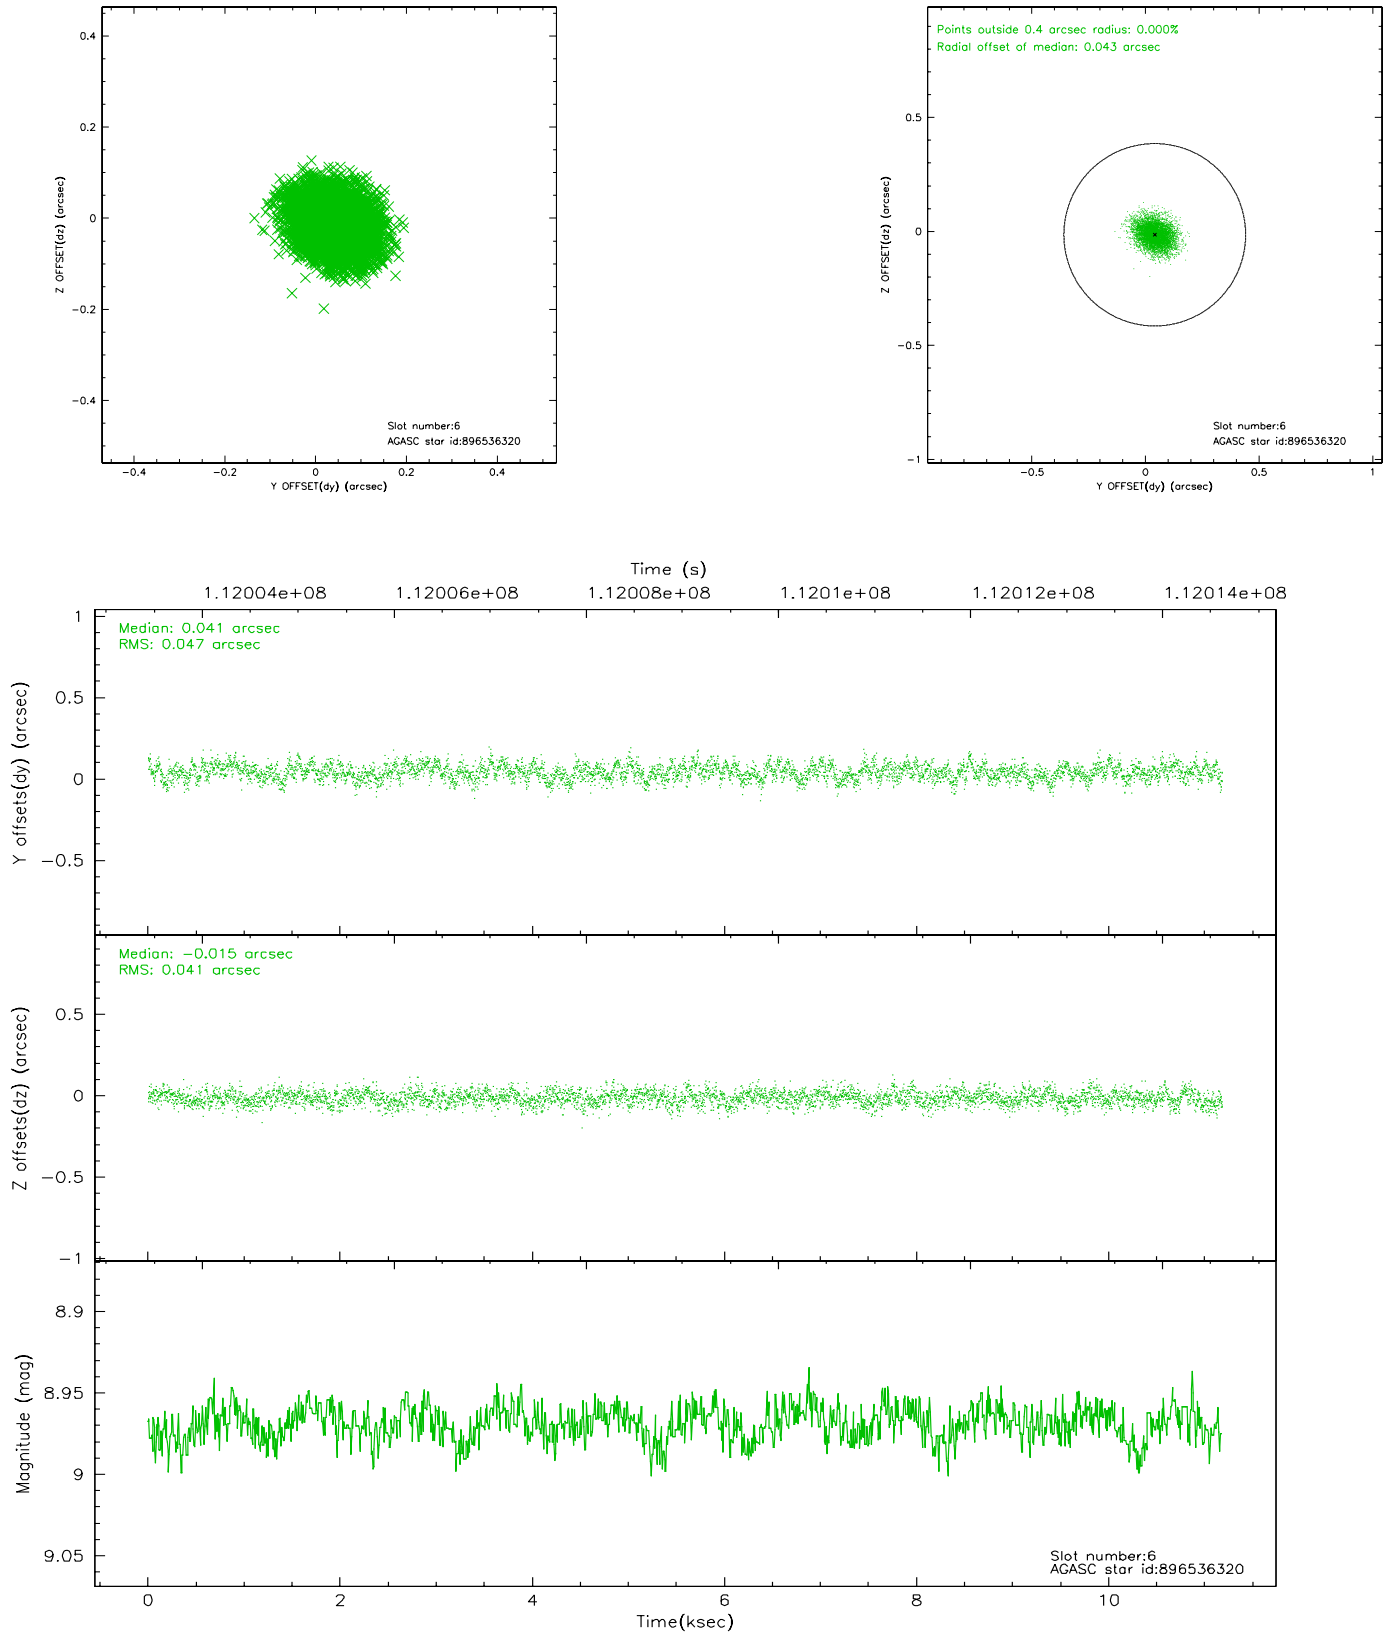 0.4
0.2
0
−0.2
−0.4
Z OFFSET(dz) (arcsec)
Slot number:6
AGASC star id:896536320
−0.4 −0.2 0 0.2 0.4
Y OFFSET(dy) (arcsec)
Points outside 0.4 arcsec radius: 0.000%
Radial offset of median: 0.043 arcsec
0.5
0
−0.5
−1
Z OFFSET(dz) (arcsec)
Slot number:6
AGASC star id:896536320
−0.5 0 0.5 1
Y OFFSET(dy) (arcsec)
Time (s)
1.12004e+08 1.12006e+08 1.12008e+08 1.1201e+08 1.12012e+08 1.12014e+08
Median: 0.041 arcsec
RMS: 0.047 arcsec
1
0.5
0
−0.5
Y offsets(dy) (arcsec)
Median: −0.015 arcsec
RMS: 0.041 arcsec
0.5
0
−0.5
−1
Z offsets(dz) (arcsec)
8.9
8.95
9
9.05
Magnitude (mag)
Slot number:6
AGASC star id:896536320
0 2 4 6 8 10
Time(ksec)